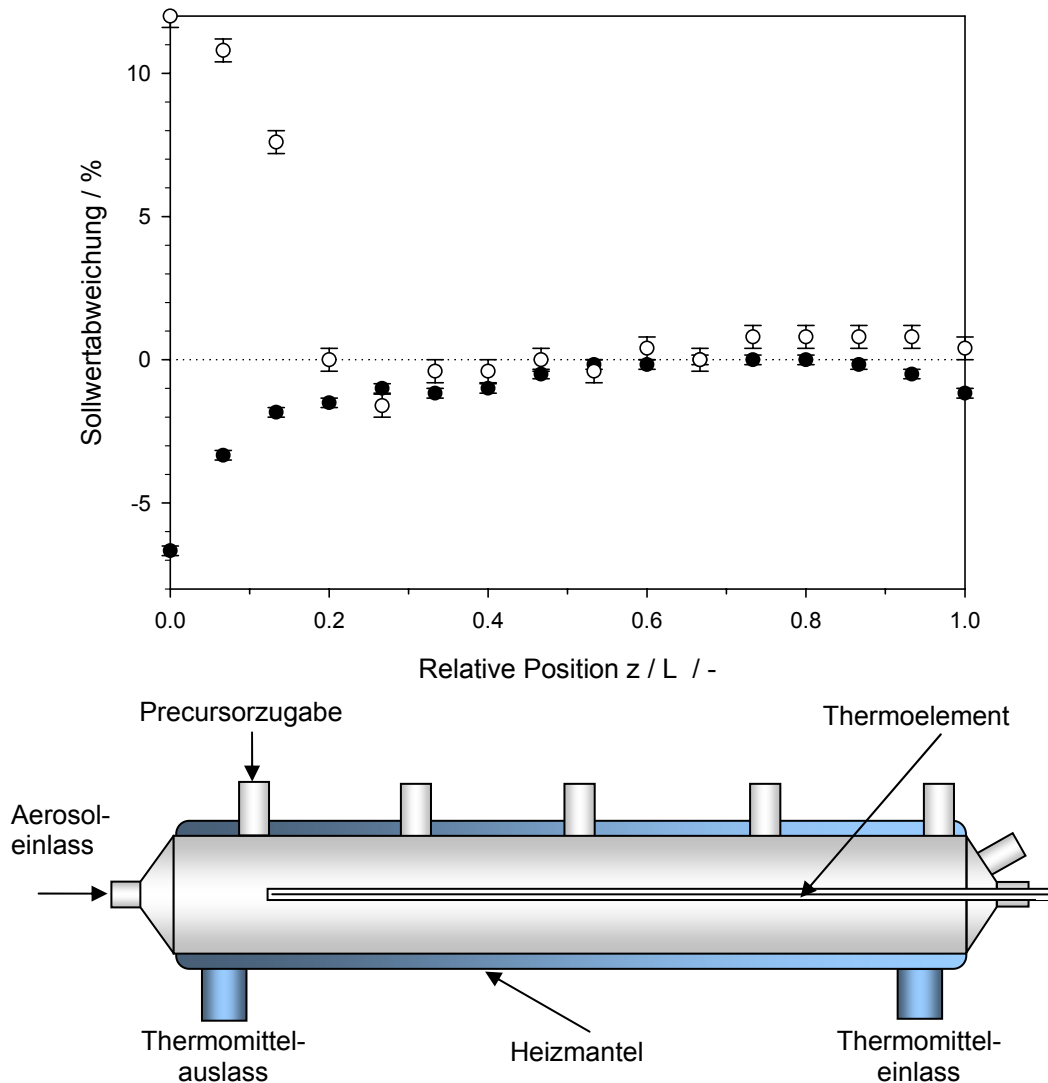 10
5
0
-5
Sollwertabweichung / %
0.0 0.2 0.4 0.6 0.8 1.0
Relative Position z / L / -
Precursorzugabe
Thermoelement
Aerosol-
einlass
Thermomittel-
auslass
Heizmantel
Thermomittel-
einlass